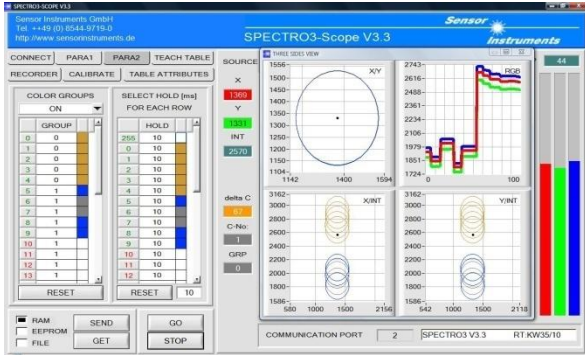 SPECTRO3-SCOPE V3.3
Sensor Instruments GmbH
Tel. ++49 (0) 8544-9719-0
http://www.sensorinstruments.de
SPECTRO3-Scope V3.3
Sensor
Instruments
CONNECT PARA1 PARA2 TEACH TABLE
RECORDER CALIBRATE TABLE ATTRIBUTES
COLOR GROUPS
ON
GROUP
0 0
1 0
2 0
3 0
4 0
5 1
6 1
7 1
8 1
9 1
10 1
11 1
12 1
13 1
RESET
SELECT HOLD [ms]
FOR EACH ROW
HOLD
255 10
0 10
1 10
2 10
3 10
4 10
5 10
6 10
7 10
8 10
9 10
10 10
11 10
12 10
RESET 10
RAM
EEPROM
FILE
SEND
GET
GO
STOP
SOURCE
X
1369
Y
1331
INT
2570
delta C
67
C-No:
1
GRP
0
THREE SIDES VIEW
X/Y
1556
1500
1450
1400
1350
1300
1250
1200
1150
1104
1142 1400 1594
RGB
2743
2616
2488
2361
2234
2106
1979
1851
1724
0 100
X/INT
3162
3000
2800
2600
2400
2200
2000
1800
1586
580 1000 1500 2156
Y/INT
3162
3000
2800
2600
2400
2200
2000
1800
1586
542 1000 1500 2118
44
COMMUNICATION PORT 2 SPECTRO3 V3.3 RT:KW35/10